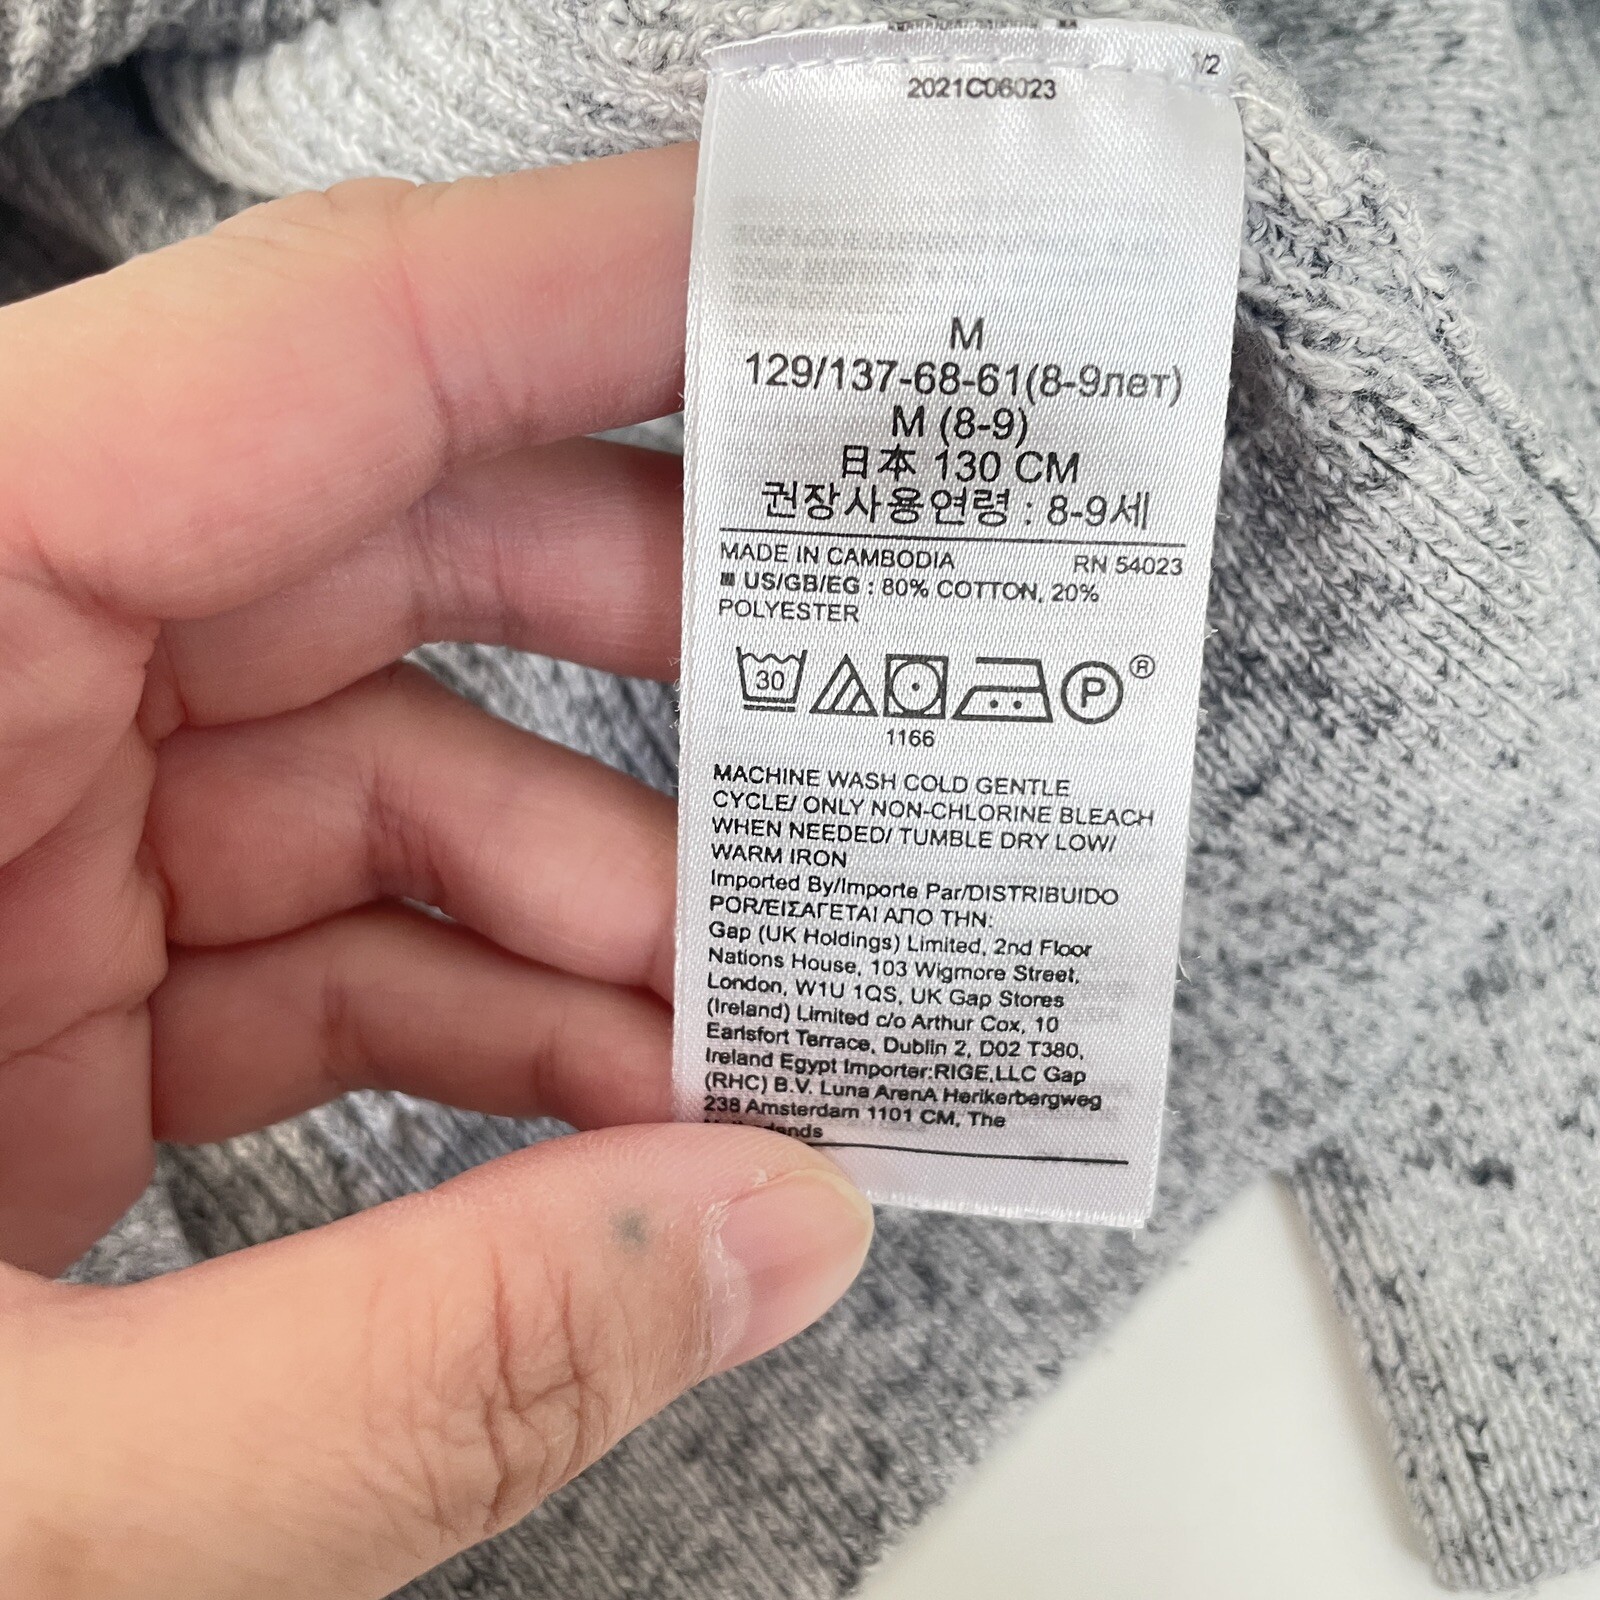 1/2
2021C06023
M
129/137-68-61(8-9лет)
M (8-9)
日本 130 CM
권장사용연령 : 8-9세
MADE IN CAMBODIA RN 54023
US/GB/EG : 80% COTTON, 20%
POLYESTER
30 P ®
1166
MACHINE WASH COLD GENTLE
CYCLE/ ONLY NON-CHLORINE BLEACH
WHEN NEEDED/ TUMBLE DRY LOW/
WARM IRON
Imported By/Importe Par/DISTRIBUIDO
POR/ΕΙΣΑΓΕΤΑΙ ΑΠΟ ΤΗΝ:
Gap (UK Holdings) Limited, 2nd Floor
Nations House, 103 Wigmore Street,
London, W1U 1QS, UK Gap Stores
(Ireland) Limited c/o Arthur Cox, 10
Earlsfort Terrace, Dublin 2, D02 T380,
Ireland Egypt Importer:RIGE,LLC Gap
(RHC) B.V. Luna ArenA Herikerbergweg
238 Amsterdam 1101 CM, The